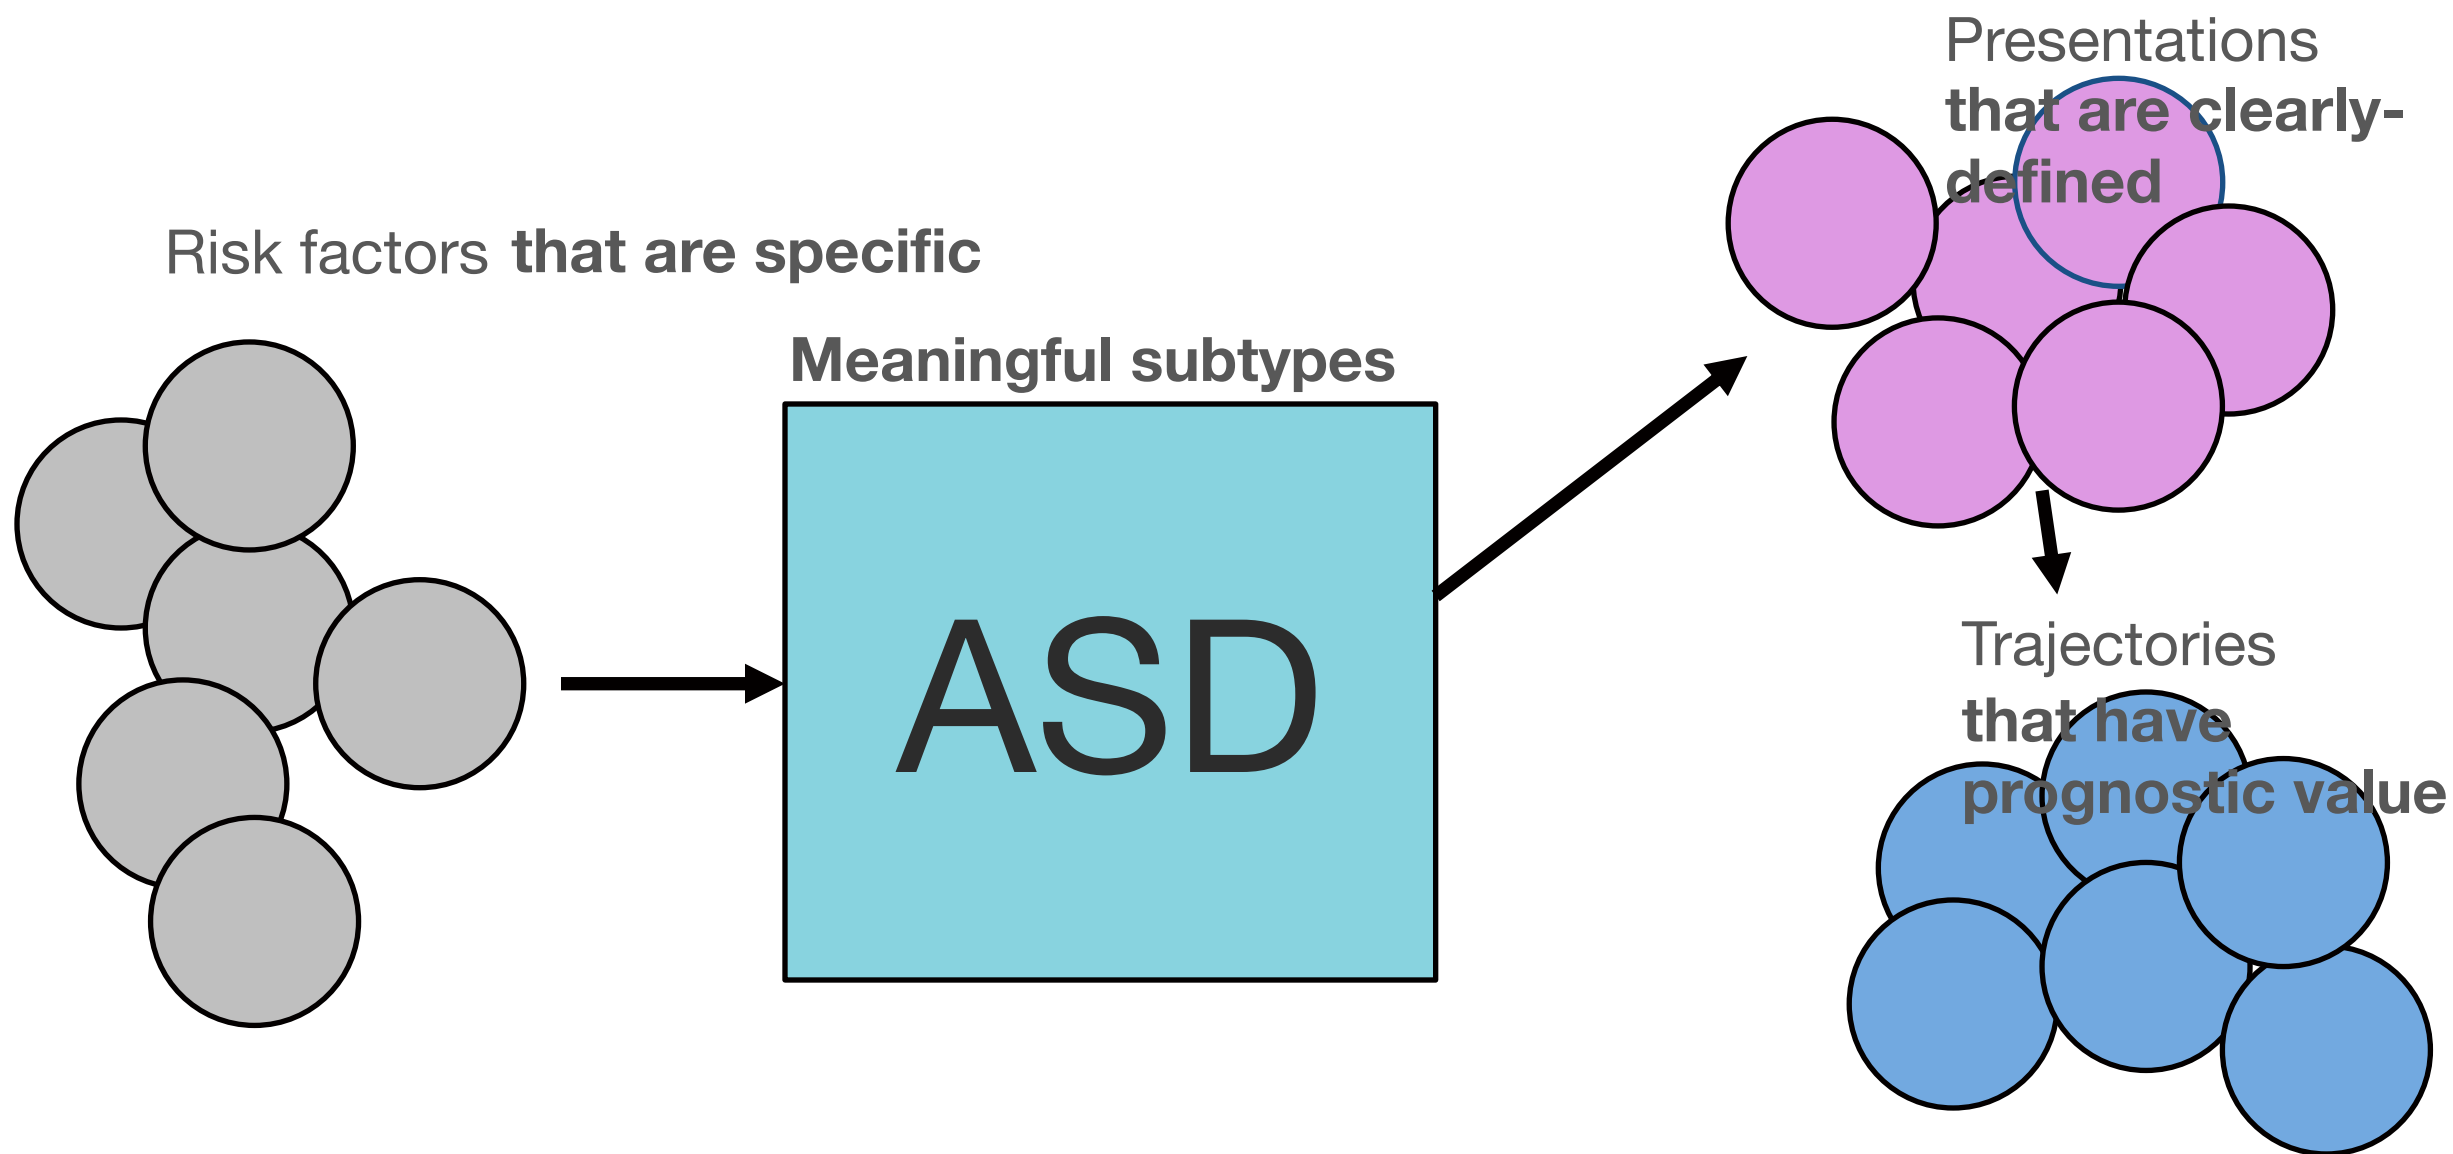 Presentations
that are clearly-
defined
Risk factors that are specific
Meaningful subtypes
ASD
Trajectories
that have
prognostic value